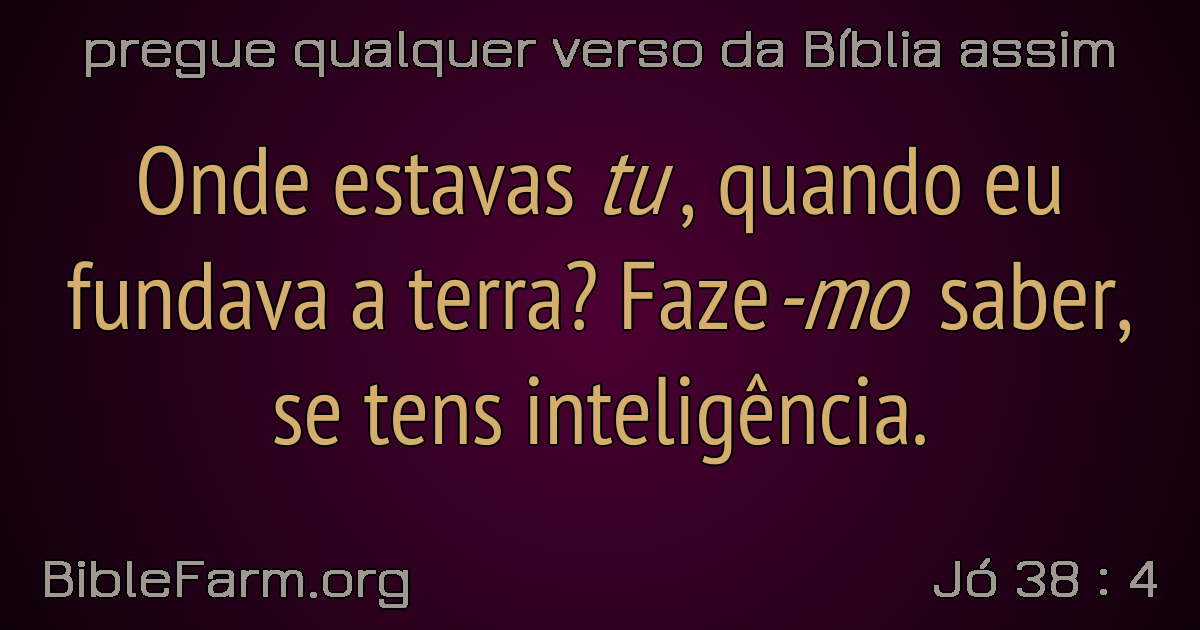 pregue qualquer verso da Bíblia assim
Onde estavas tu, quando eu
fundava a terra? Faze-mo saber,
se tens inteligência.
BibleFarm.org
Jó 38 : 4